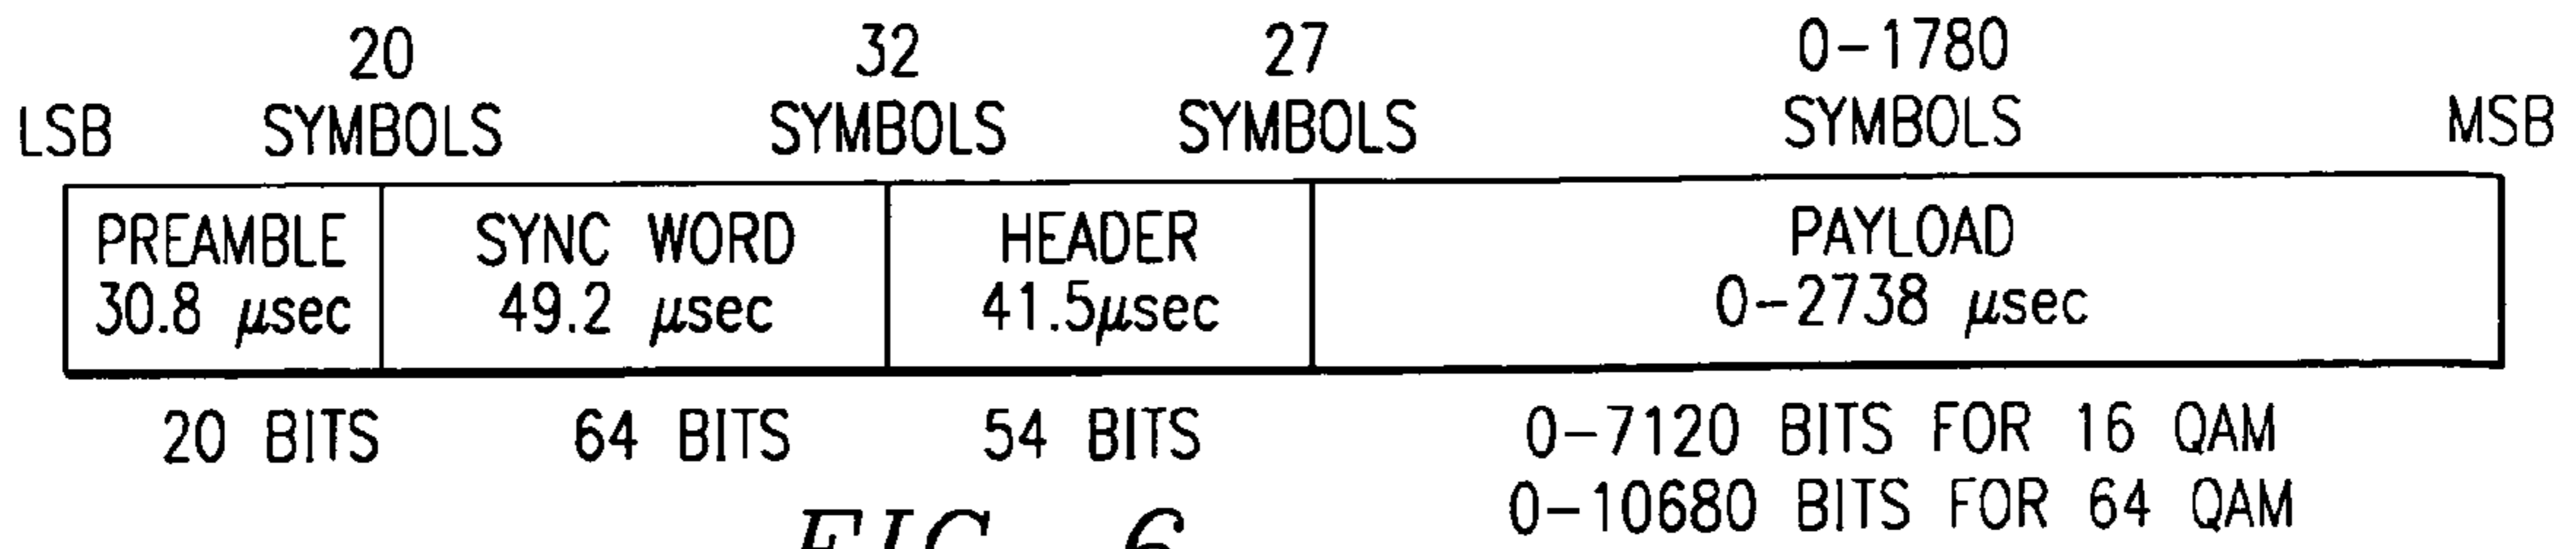 20 32 27 0-1780
LSB SYMBOLS SYMBOLS SYMBOLS SYMBOLS MSB
PREAMBLE SYNC WORD HEADER PAYLOAD
30.8 μsec 49.2 μsec 41.5μsec 0-2738 μsec
20 BITS 64 BITS 54 BITS 0-7120 BITS FOR 16 QAM
0-10680 BITS FOR 64 QAM
FIG. 6